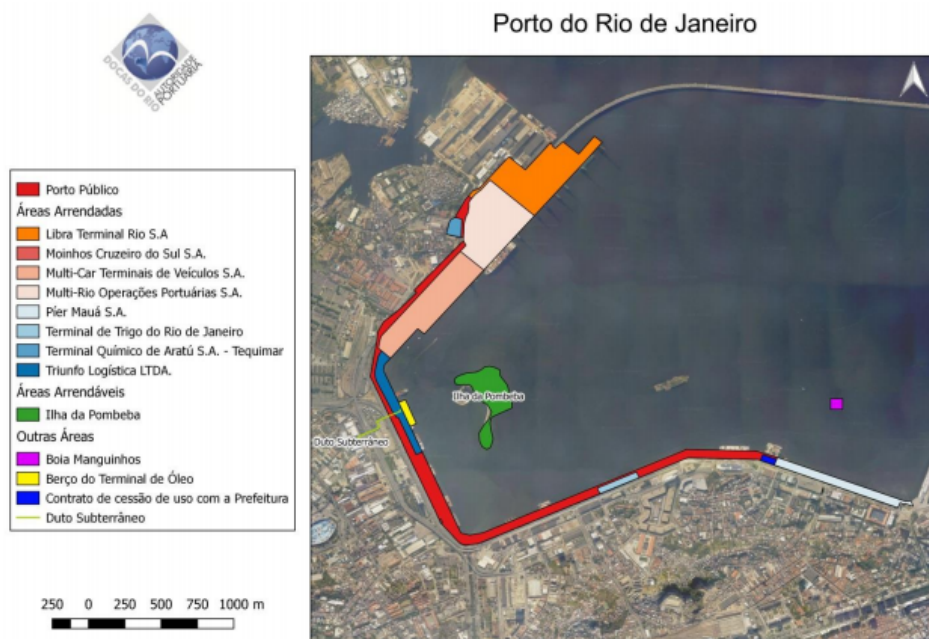 Porto do Rio de Janeiro
DOCAS DO RIO
AUTORIDADE PORTUÁRIA
Porto Público
Áreas Arrendadas
Libra Terminal Rio S.A
Moinhos Cruzeiro do Sul S.A.
Multi-Car Terminais de Veículos S.A.
Multi-Rio Operações Portuárias S.A.
Píer Mauá S.A.
Terminal de Trigo do Rio de Janeiro
Terminal Químico de Aratú S.A. - Tequimar
Triunfo Logística LTDA.
Áreas Arrendáveis
Ilha da Pombeba
Outras Áreas
Boia Manguinhos
Berço do Terminal de Óleo
Contrato de cessão de uso com a Prefeitura
Duto Subterrâneo
250 0 250 500 750 1000 m
Ilha da Pombeba
Duto Subterrâneo